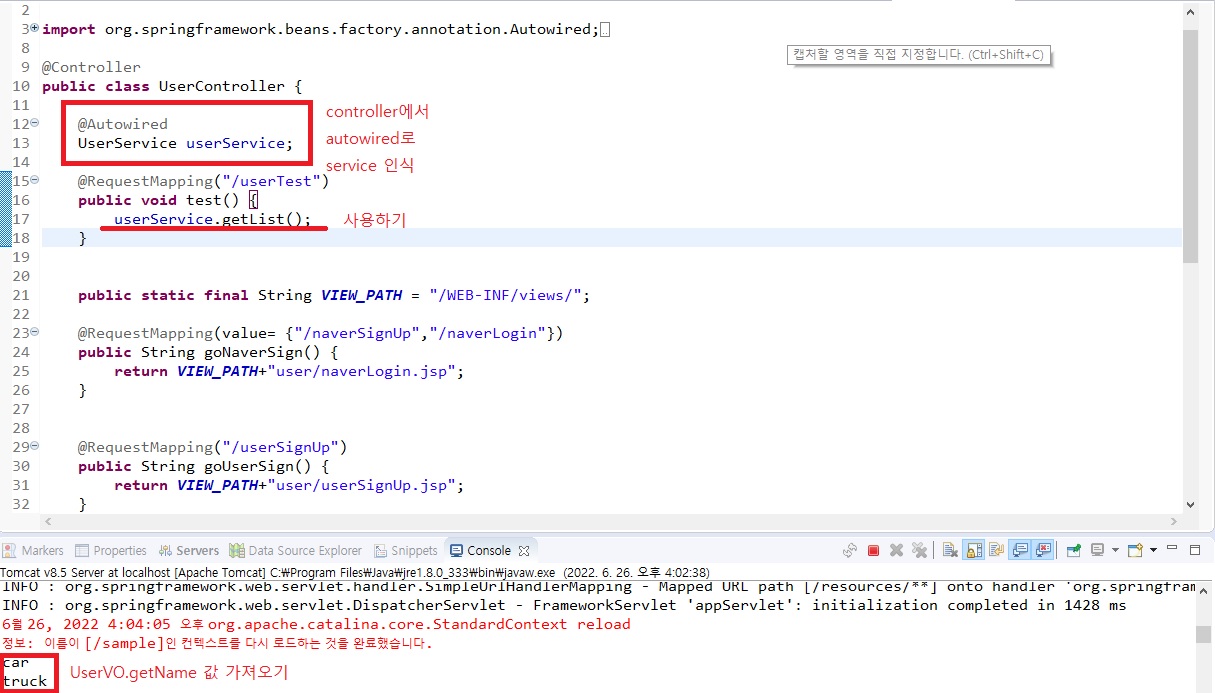 2
3 import org.springframework.beans.factory.annotation.Autowired;
8
캡처할 영역을 직접 지정합니다. (Ctrl+Shift+C)
9 @Controller
10 public class UserController {
11
controller에서
12 @Autowired
autowired로
13 UserService userService;
14
service 인식
15 @RequestMapping("/userTest")
16 public void test() {
17 userService.getList();
사용하기
18 }
19
20
21 public static final String VIEW_PATH = "/WEB-INF/views/";
22
23 @RequestMapping(value= {"/naverSignUp","/naverLogin"})
24 public String goNaverSign() {
25 return VIEW_PATH+"user/naverLogin.jsp";
26 }
27
28
29 @RequestMapping("/userSignUp")
30 public String goUserSign() {
31 return VIEW_PATH+"user/userSignUp.jsp";
32 }
Markers Properties Servers Data Source Explorer Snippets Console
Tomcat v8.5 Server at localhost [Apache Tomcat] C:₩Program Files₩Java₩jre1.8.0_333₩bin₩javaw.exe (2022. 6. 26. 오후 4:02:38)
INFO : org.springframework.web.servlet.handler.SimpleUrlHandlerMapping - Mapped URL path [/resources/**] onto handler 'org.springfram
INFO : org.springframework.web.servlet.DispatcherServlet - FrameworkServlet 'appServlet': initialization completed in 1428 ms
6월 26, 2022 4:04:05 오후 org.apache.catalina.core.StandardContext reload
정보: 이름이 [/sample]인 컨텍스트를 다시 로드하는 것을 완료했습니다.
car
truck
UserVO.getName 값 가져오기